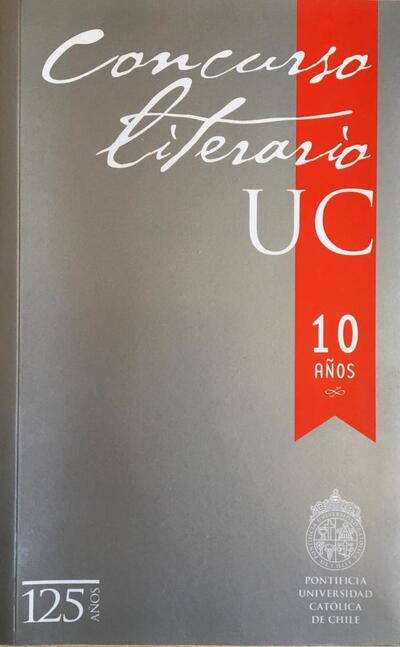 Concurso
literario
UC
10
AÑOS
PONTIFICIA
UNIVERSIDAD
CATÓLICA
DE CHILE
125 AÑOS